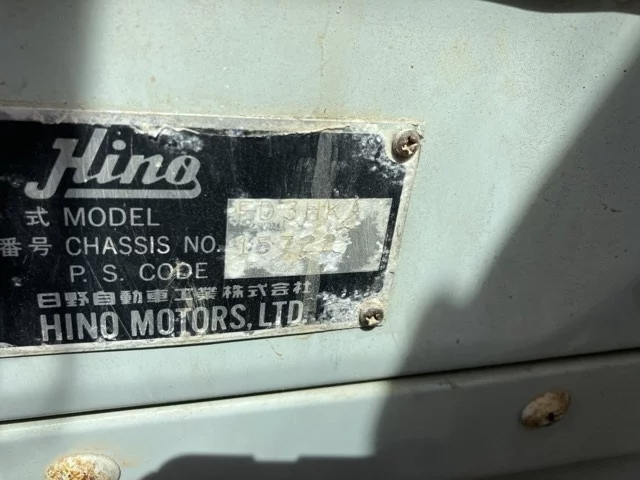 Hino
式 MODEL FD3HKA
番号 CHASSIS NO.
P. S. CODE
日野自動車工業株式会社
HINO MOTORS, LTD.